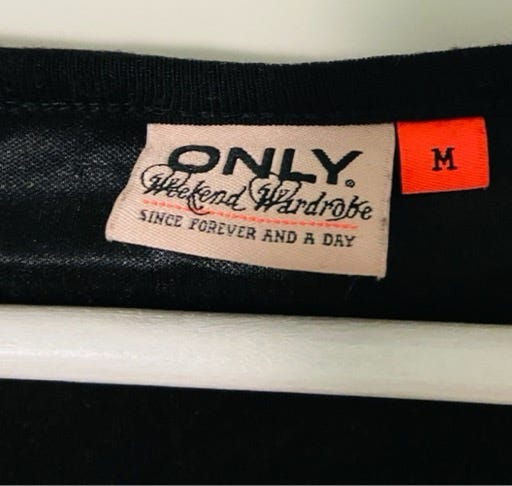 ONLY®
Weekend Wardrobe
SINCE FOREVER AND A DAY
M